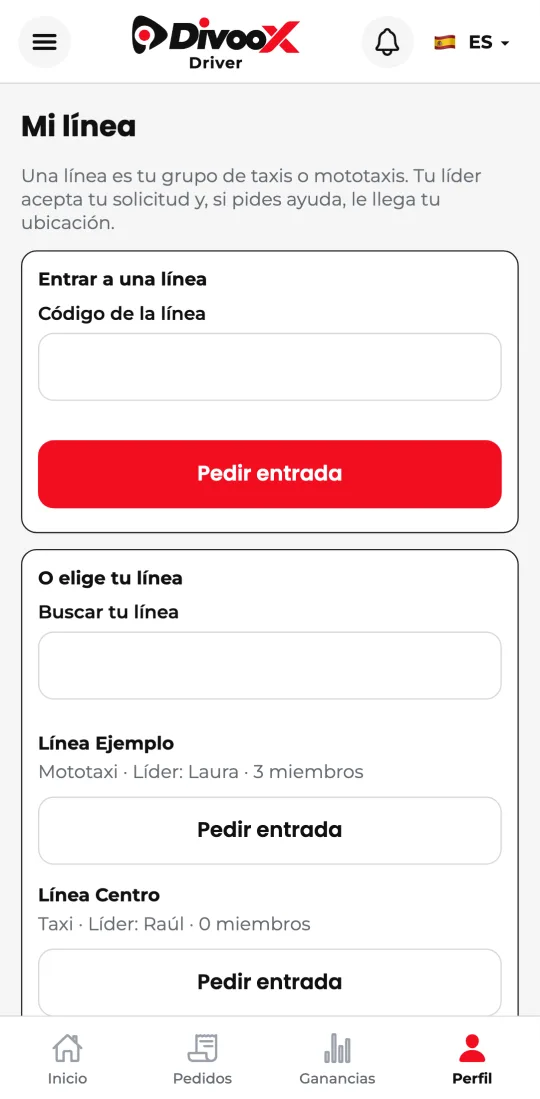 DivooX
Driver
ES
Mi línea
Una línea es tu grupo de taxis o mototaxis. Tu líder
acepta tu solicitud y, si pides ayuda, le llega tu
ubicación.
Entrar a una línea
Código de la línea
Pedir entrada
O elige tu línea
Buscar tu línea
Línea Ejemplo
Mototaxi · Líder: Laura · 3 miembros
Pedir entrada
Línea Centro
Taxi · Líder: Raúl · 0 miembros
Pedir entrada
Inicio
Pedidos
Ganancias
Perfil